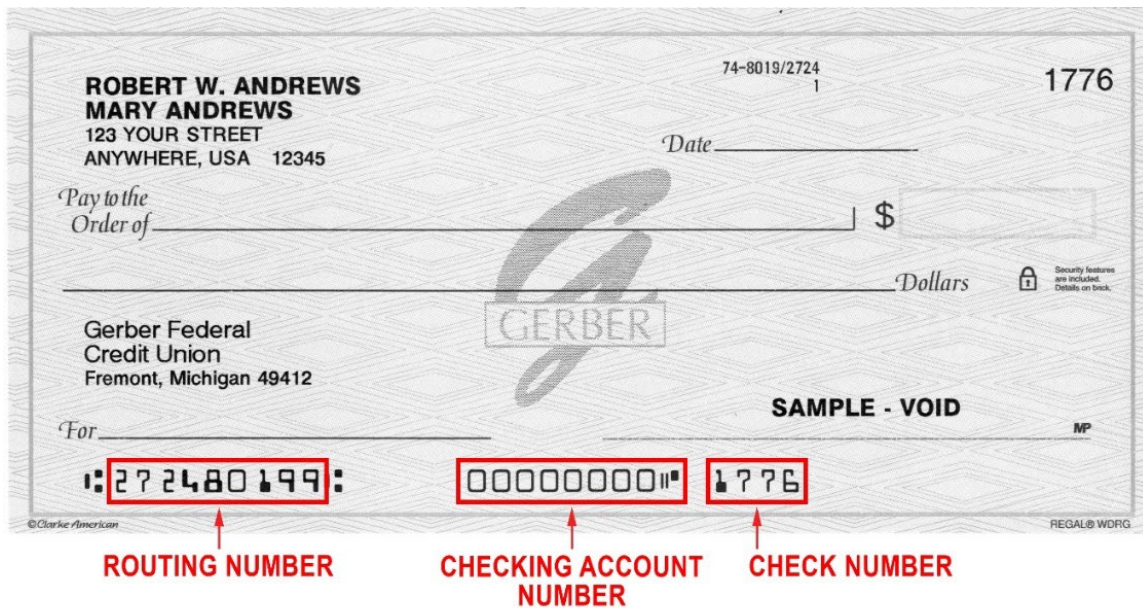 ROBERT W. ANDREWS
MARY ANDREWS
123 YOUR STREET
ANYWHERE, USA 12345
74-8019/2724
1
1776
Date
Pay to the
Order of
$
Dollars
Security features
are included.
Details on back.
GERBER
Gerber Federal
Credit Union
Fremont, Michigan 49412
SAMPLE - VOID
For
MP
272480199
00000000
1776
©Clarke American
REGAL® WDRG
ROUTING NUMBER
CHECKING ACCOUNT
NUMBER
CHECK NUMBER